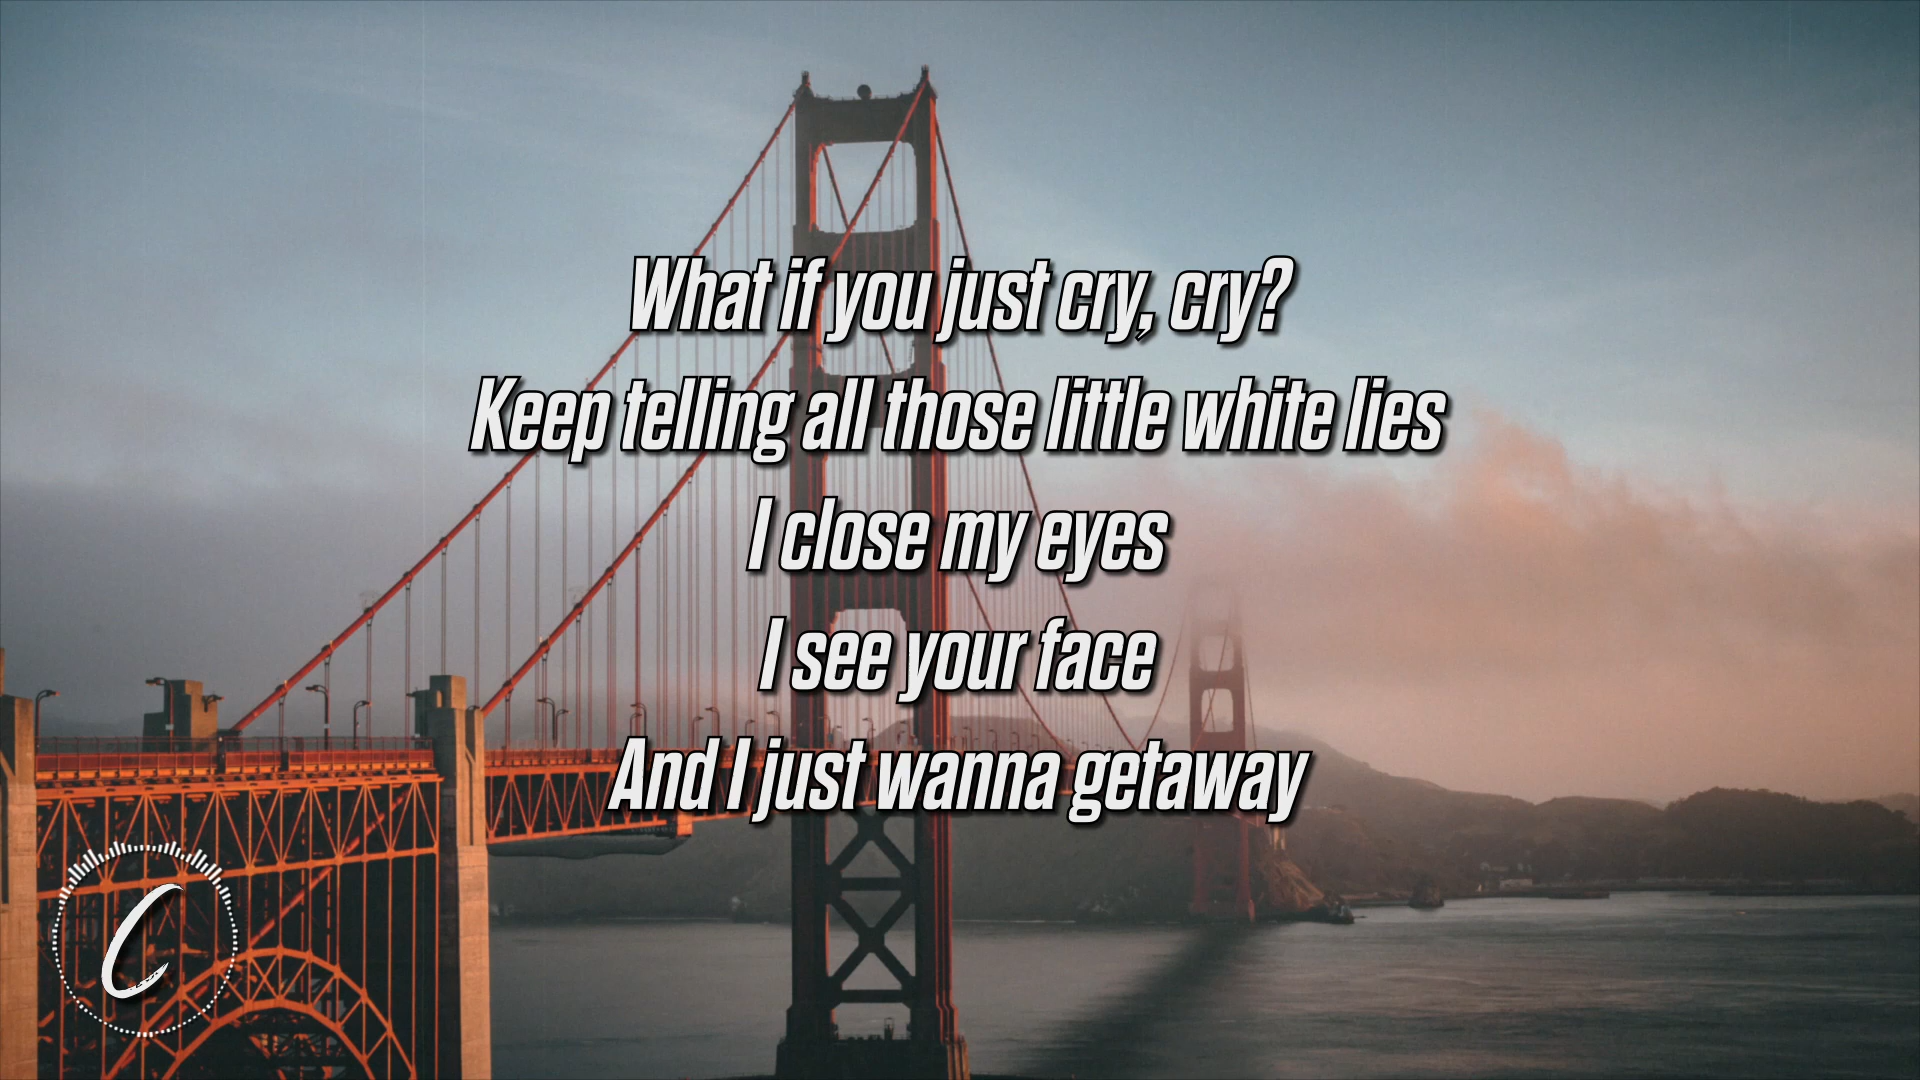 What if you just cry, cry?
Keep telling all those little white lies
I close my eyes
I see your face
And I just wanna getaway
C